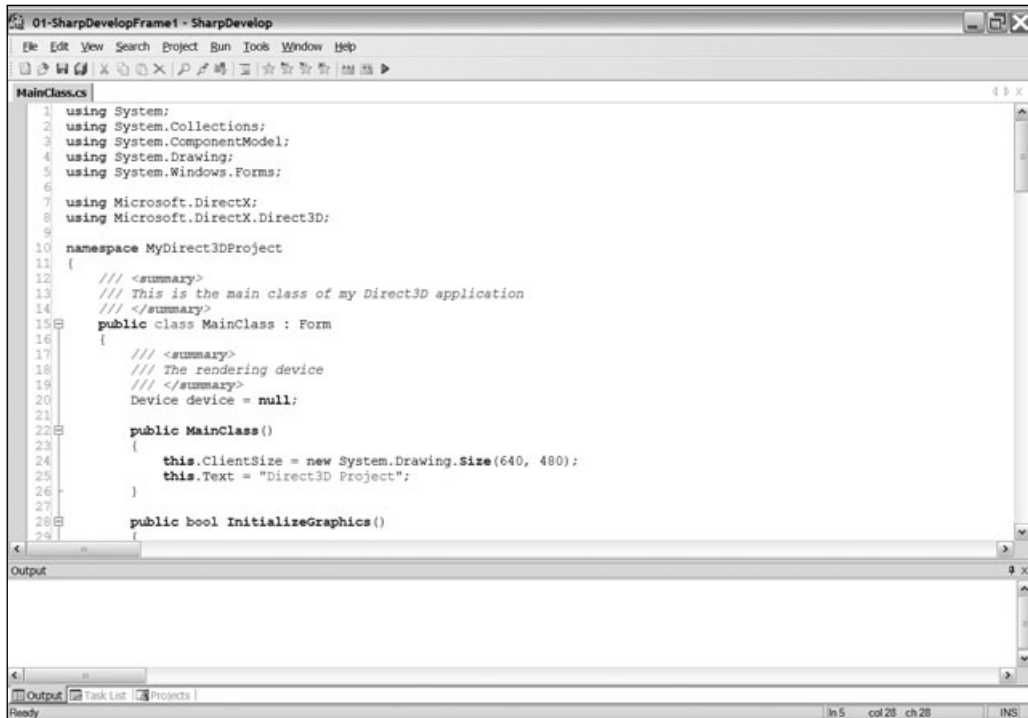 01-SharpDevelopFrame1 - SharpDevelop
File Edit View Search Project Run Tools Window Help
MainClass.cs
1 using System;
2 using System.Collections;
3 using System.ComponentModel;
4 using System.Drawing;
5 using System.Windows.Forms;
6
7 using Microsoft.DirectX;
8 using Microsoft.DirectX.Direct3D;
9
10 namespace MyDirect3DProject
11 {
12 /// <summary>
13 /// This is the main class of my Direct3D application
14 /// </summary>
15 public class MainClass : Form
16 {
17 /// <summary>
18 /// The rendering device
19 /// </summary>
20 Device device = null;
21
22 public MainClass()
23 {
24 this.ClientSize = new System.Drawing.Size(640, 480);
25 this.Text = "Direct3D Project";
26 }
27
28 public bool InitializeGraphics()
29 {
Output
Output Task List Projects
Ready ln 5 col 28 ch 28 INS